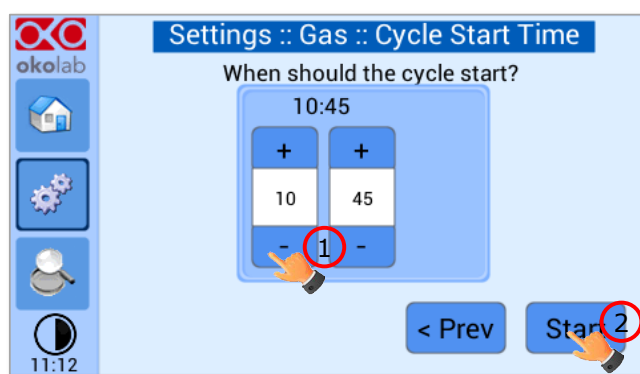 Settings :: Gas :: Cycle Start Time
okolab
When should the cycle start?
10:45
+ +
10 45
- 1 -
< Prev Start 2
11:12